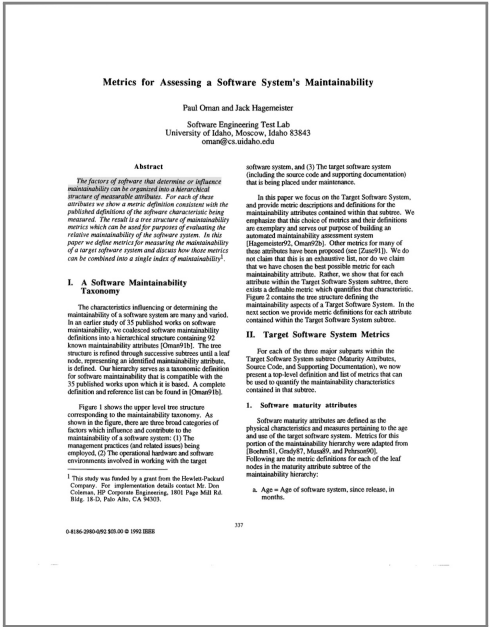 Metrics for Assessing a Software System's Maintainability
Paul Oman and Jack Hagemeister
Software Engineering Test Lab
University of Idaho, Moscow, Idaho 83843
oman@cs.uidaho.edu
Abstract
The factors of software that determine or influence
maintainability can be organized into a hierarchical
structure of measurable attributes. For each of these
attributes we show a metric definition consistent with the
published definitions of the software characteristic being
measured. The result is a tree structure of maintainability
metrics which can be used for purposes of evaluating the
relative maintainability of the software system. In this
paper we define metrics for measuring the maintainability
of a target software system and discuss how those metrics
can be combined into a single index of maintainability1.
I. A Software Maintainability
Taxonomy
The characteristics influencing or determining the
maintainability of a software system are many and varied.
In an earlier study of 35 published works on software
maintainability, we coalesced software maintainability
definitions into a hierarchical structure containing 92
known maintainability attributes [Oman91b]. The tree
structure is refined through successive subtrees until a leaf
node, representing an identified maintainability attribute,
is defined. Our hierarchy serves as a taxonomic definition
for software maintainability that is compatible with the
35 published works upon which it is based. A complete
definition and reference list can be found in [Oman91b].
Figure 1 shows the upper level tree structure
corresponding to the maintainability taxonomy. As
shown in the figure, there are three broad categories of
factors which influence and contribute to the
maintainability of a software system: (1) The
management practices (and related issues) being
employed, (2) The operational hardware and software
environments involved in working with the target
1 This study was funded by a grant from the Hewlett-Packard
Company. For implementation details contact Mr. Don
Coleman, HP Corporate Engineering, 1801 Page Mill Rd.
Bldg. 18-D, Palo Alto, CA 94303.
software system, and (3) The target software system
(including the source code and supporting documentation)
that is being placed under maintenance.
In this paper we focus on the Target Software System,
and provide metric definitions and descriptions for the
maintainability attributes contained within that subtree. We
emphasize that this choice of metrics and their definitions
are exemplary and serves our purpose of building an
automated maintainability assessment system
[Hagemeister92, Oman92b]. Other metrics for many of
these attributes have been proposed (see [Zuse91]). We do
not claim that this is an exhaustive list, nor do we claim
that we have chosen the best possible metric for each
maintainability attribute. Rather, we show that for each
attribute within the Target Software System subtree, there
exists a definable metric which quantifies that characteristic.
Figure 2 contains the tree structure defining the
maintainability aspects of a Target Software System. In the
next section we provide metric definitions for each attribute
contained within the Target Software System subtree.
II. Target Software System Metrics
For each of the three major subparts within the
Target Software System subtree (Maturity Attributes,
Source Code, and Supporting Documentation), we now
present a top-level definition and list of metrics that can
be used to quantify the maintainability characteristics
contained in that subtree.
1. Software maturity attributes
Software maturity attributes are defined as the
physical characteristics and measures pertaining to the age
and use of the target software system. Metrics for this
portion of the maintainability hierarchy were adapted from
[Boehm81, Grady87, Musa89, and Pehrson90].
Following are the metric definitions for each of the leaf
nodes in the maturity attribute subtree of the
maintainability hierarchy:
a. Age = Age of software system, since release, in
months.
337
0-8186-2980-0/92 $03.00 © 1992 IEEE